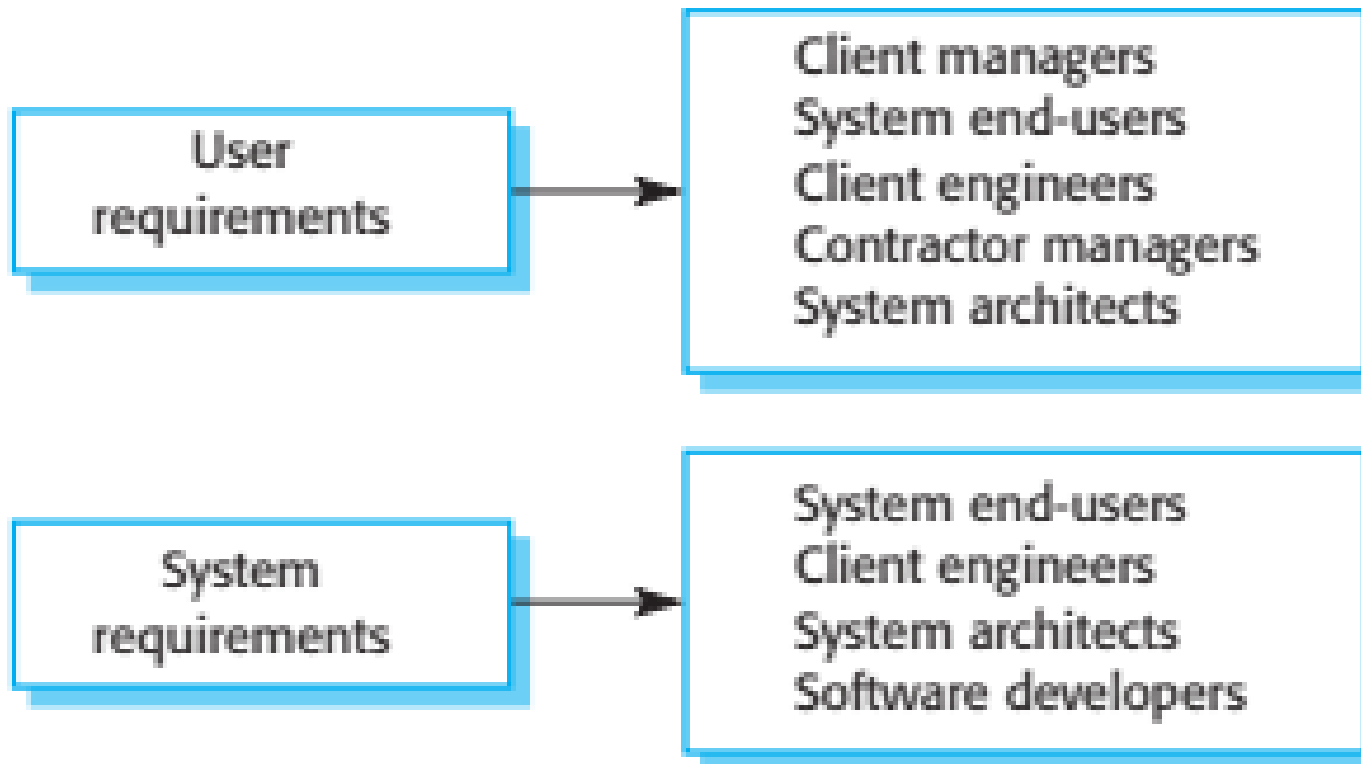 User
requirements
Client managers
System end-users
Client engineers
Contractor managers
System architects
System
requirements
System end-users
Client engineers
System architects
Software developers